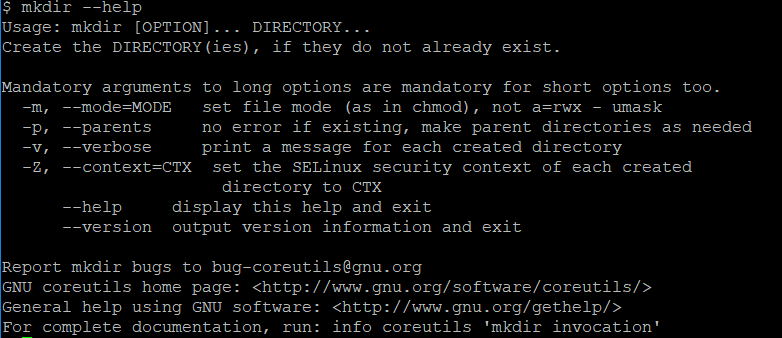 $ mkdir --help
Usage: mkdir [OPTION]... DIRECTORY...
Create the DIRECTORY(ies), if they do not already exist.

Mandatory arguments to long options are mandatory for short options too.
  -m, --mode=MODE   set file mode (as in chmod), not a=rwx - umask
  -p, --parents     no error if existing, make parent directories as needed
  -v, --verbose     print a message for each created directory
  -Z, --context=CTX  set the SELinux security context of each created
                      directory to CTX
      --help     display this help and exit
      --version  output version information and exit

Report mkdir bugs to bug-coreutils@gnu.org
GNU coreutils home page: <http://www.gnu.org/software/coreutils/>
General help using GNU software: <http://www.gnu.org/gethelp/>
For complete documentation, run: info coreutils 'mkdir invocation'